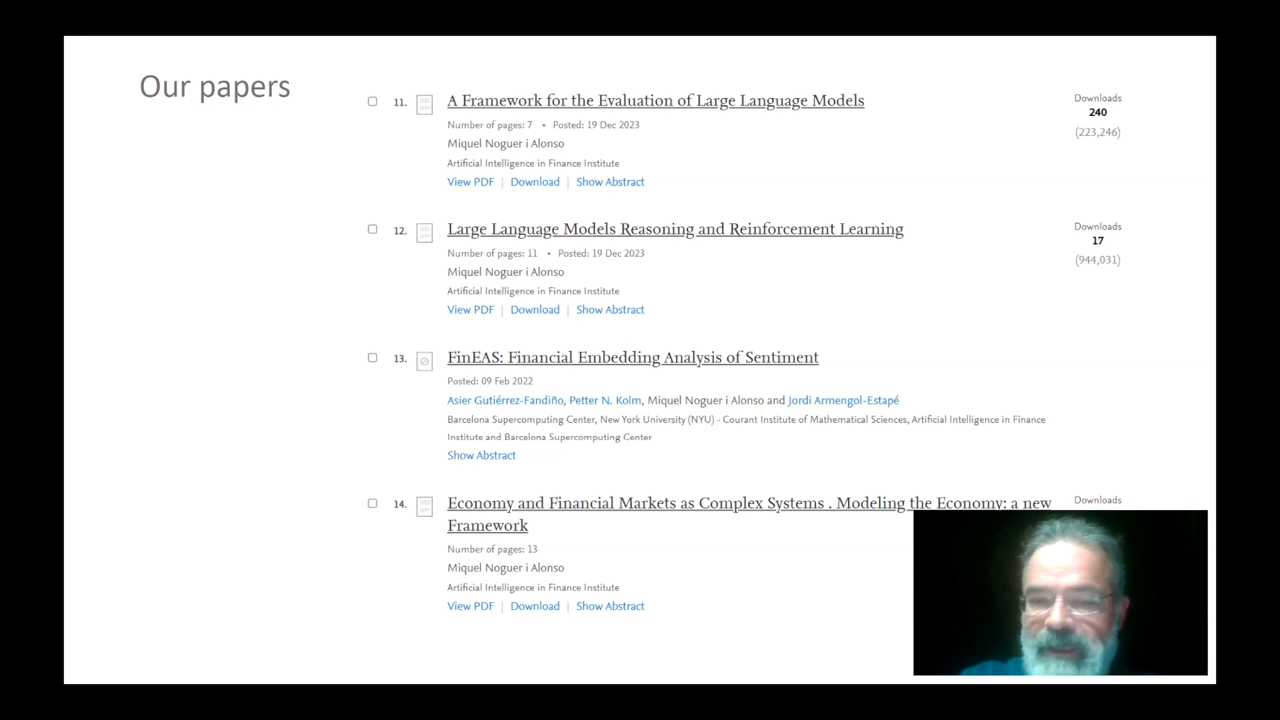 Our papers
11. A Framework for the Evaluation of Large Language Models
Number of pages: 7 • Posted: 19 Dec 2023
Miquel Noguer i Alonso
Artificial Intelligence in Finance Institute
View PDF | Download | Show Abstract
Downloads
240
(223,246)
12. Large Language Models Reasoning and Reinforcement Learning
Number of pages: 11 • Posted: 19 Dec 2023
Miquel Noguer i Alonso
Artificial Intelligence in Finance Institute
View PDF | Download | Show Abstract
Downloads
17
(944,031)
13. FinEAS: Financial Embedding Analysis of Sentiment
Posted: 09 Feb 2022
Asier Gutiérrez-Fandiño, Petter N. Kolm, Miquel Noguer i Alonso and Jordi Armengol-Estapé
Barcelona Supercomputing Center, New York University (NYU) - Courant Institute of Mathematical Sciences, Artificial Intelligence in Finance
Institute and Barcelona Supercomputing Center
Show Abstract
14. Economy and Financial Markets as Complex Systems . Modeling the Economy: a new
Framework
Number of pages: 13
Miquel Noguer i Alonso
Artificial Intelligence in Finance Institute
View PDF | Download | Show Abstract
Downloads